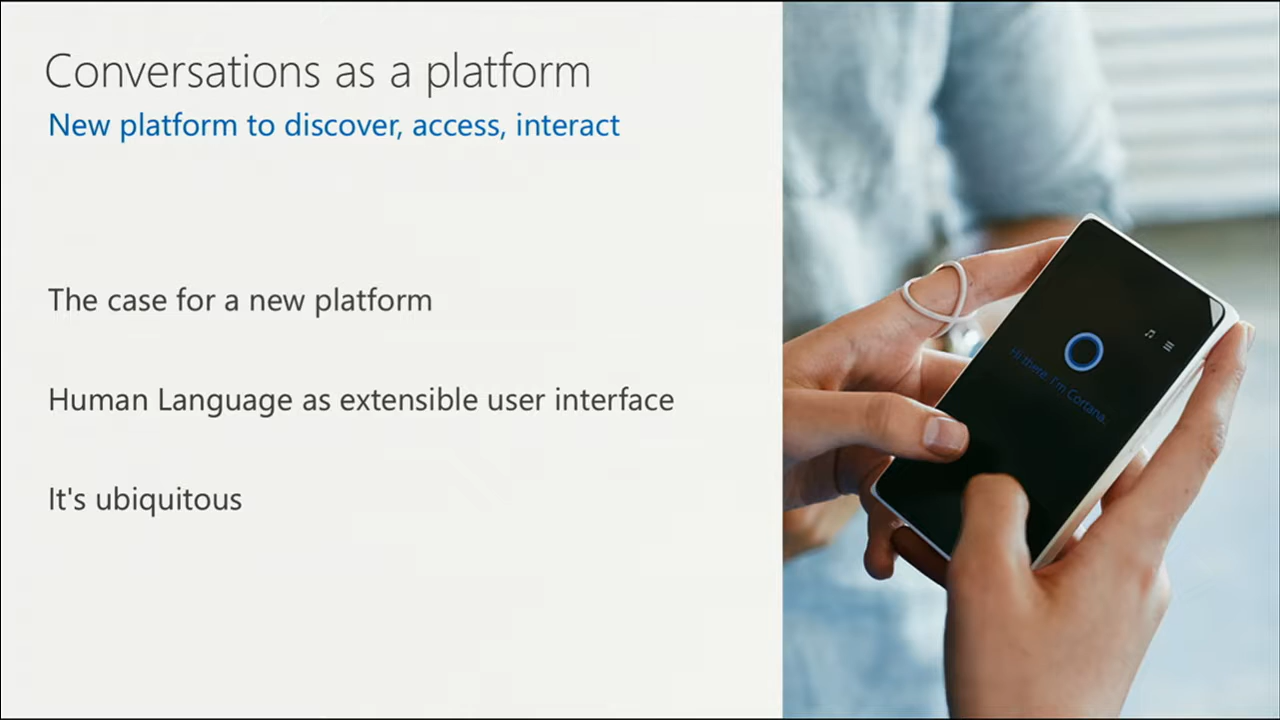 Conversations as a platform
New platform to discover, access, interact
The case for a new platform
Human Language as extensible user interface
It's ubiquitous
Hi there. I'm Cortana.